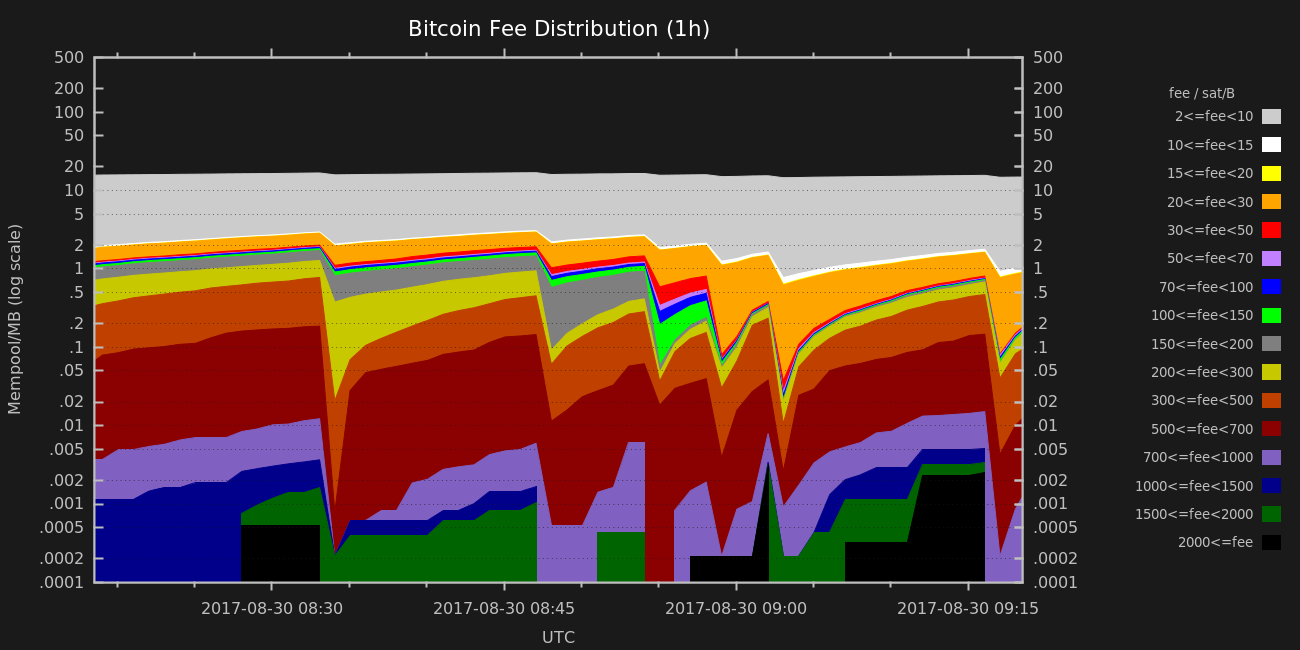 Bitcoin Fee Distribution (1h)
500 500
200 200
100 100
50 50
20 20
10 10
5 5
2 2
1 1
.5 .5
.2 .2
.1 .1
.05 .05
.02 .02
.01 .01
.005 .005
.002 .002
.001 .001
.0005 .0005
.0002 .0002
.0001 .0001
Mempool/MB (log scale)
2017-08-30 08:30 2017-08-30 08:45 2017-08-30 09:00 2017-08-30 09:15
UTC
fee / sat/B
2<=fee<10
10<=fee<15
15<=fee<20
20<=fee<30
30<=fee<50
50<=fee<70
70<=fee<100
100<=fee<150
150<=fee<200
200<=fee<300
300<=fee<500
500<=fee<700
700<=fee<1000
1000<=fee<1500
1500<=fee<2000
2000<=fee